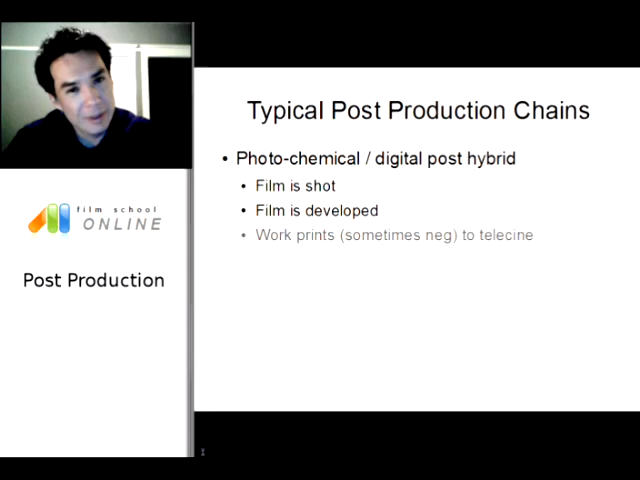 Typical Post Production Chains
• Photo-chemical / digital post hybrid
• Film is shot
• Film is developed
• Work prints (sometimes neg) to telecine
film school
ONLINE
Post Production